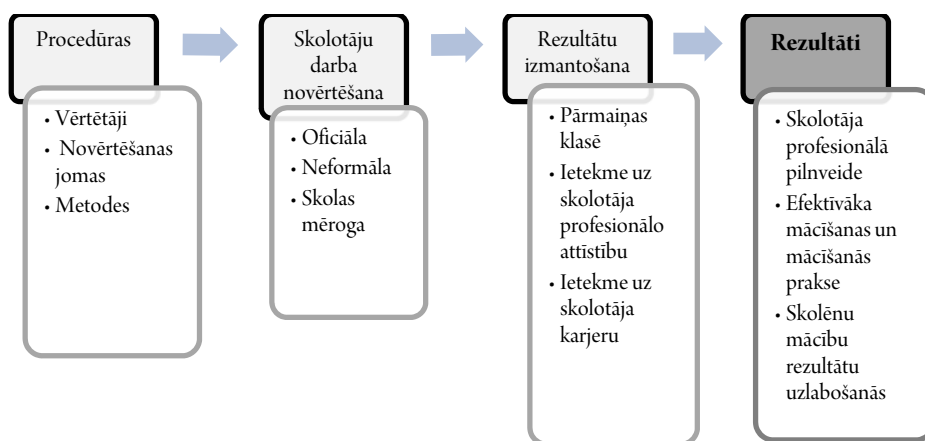 Procedūras
• Vērtētāji
• Novērtēšanas
jomas
• Metodes
Skolotāju
darba
novērtēšana
• Oficiāla
• Neformāla
• Skolas
mēroga
Rezultātu
izmantošana
• Pārmaiņas
klasē
• Ietekme uz
skolotāja
profesionālo
attīstību
• Ietekme uz
skolotāja
karjeru
Rezultāti
• Skolotāja
profesionālā
pilnveide
• Efektīvāka
mācīšanas un
mācīšanās
prakse
• Skolēnu
mācību
rezultātu
uzlabošanās